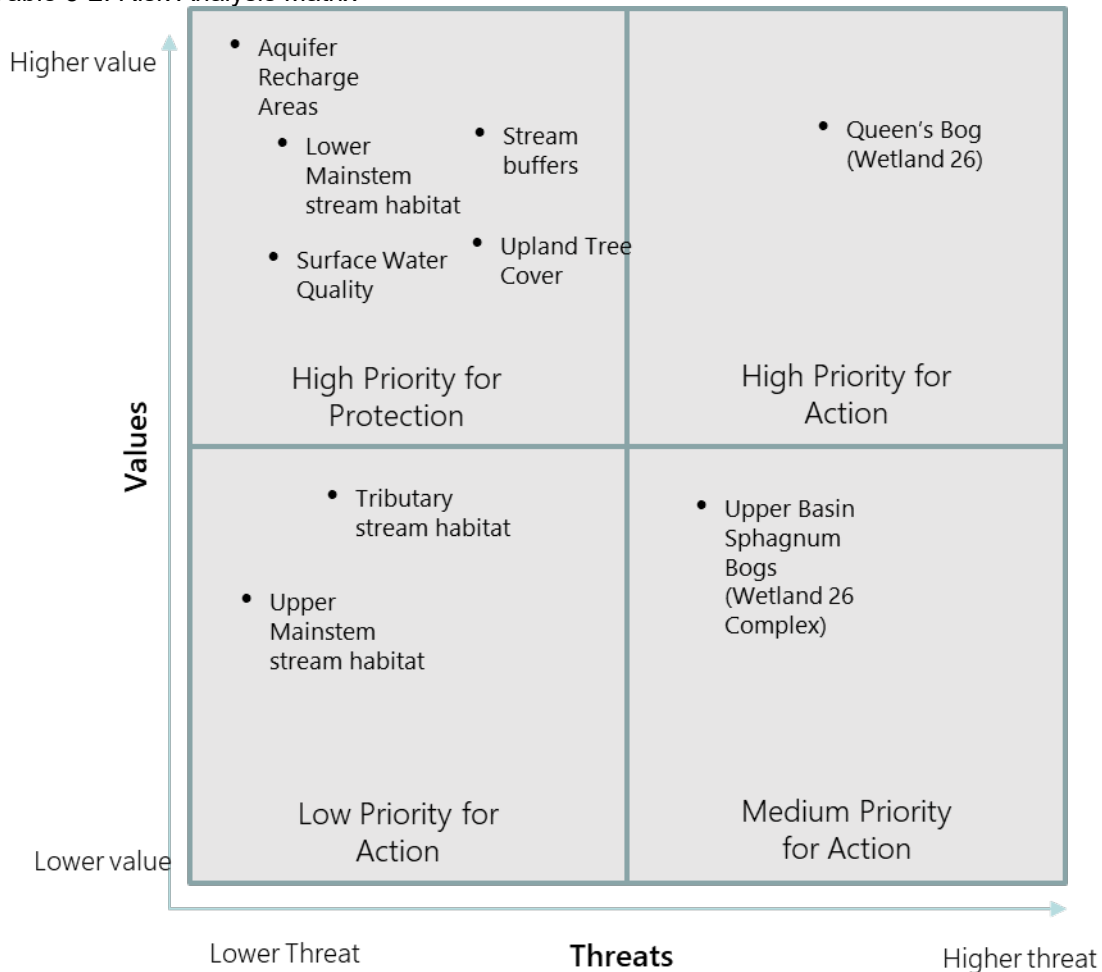 Higher value
• Aquifer
Recharge
Areas
• Lower
Mainstem
stream habitat
• Stream
buffers
• Surface Water
Quality
• Upland Tree
Cover
High Priority for
Protection
• Queen's Bog
(Wetland 26)
High Priority for
Action
Values
• Tributary
stream habitat
• Upper
Mainstem
stream habitat
Low Priority for
Action
• Upper Basin
Sphagnum
Bogs
(Wetland 26
Complex)
Medium Priority
for Action
Lower value
Lower Threat
Threats
Higher threat